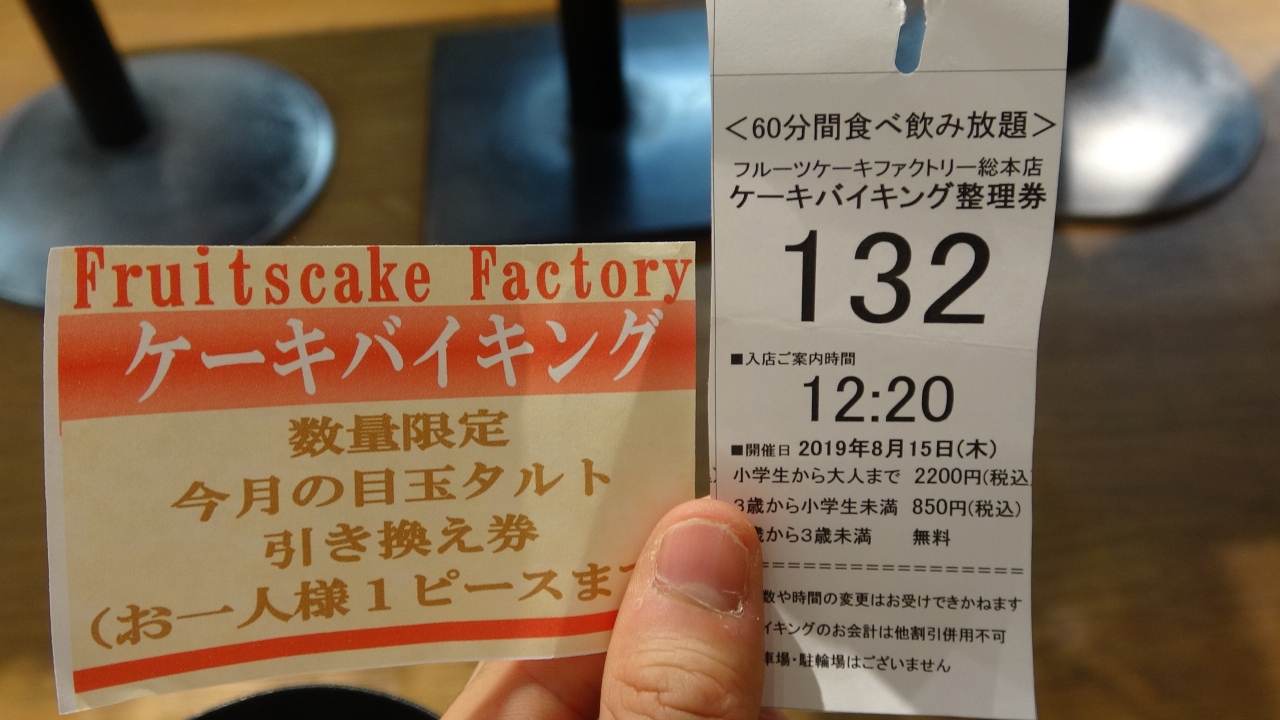 Fruitscake Factory
ケーキバイキング
数量限定
今月の目玉タルト
引き換え券
(お一人様1ピースま
<60分間食べ飲み放題>
フルーツケーキファクトリー総本店
ケーキバイキング整理券
132
■入店ご案内時間
12:20
■開催日 2019年8月15日(木)
小学生から大人まで 2200円(税込
3歳から小学生未満 850円(税込)
歳から3歳未満 無料
==============================
数や時間の変更はお受けできかねます
イキングのお会計は他割引併用不可
車場・駐輪場はございません